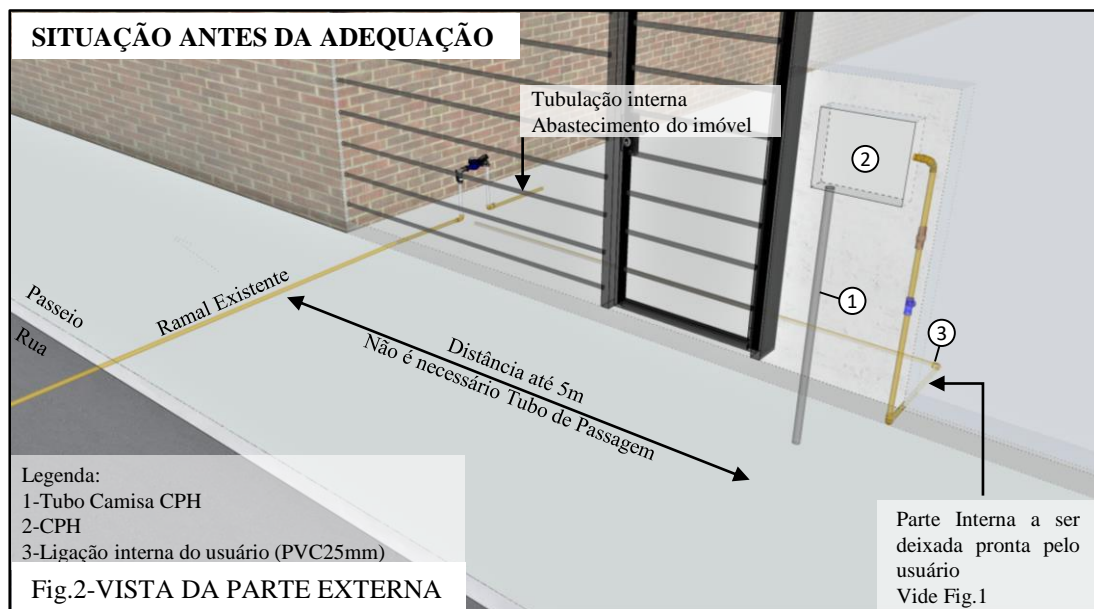 SITUAÇÃO ANTES DA ADEQUAÇÃO
Tubulação interna
Abastecimento do imóvel
2
1
3
Ramal Existente
Passeio
Rua
Distância até 5m
Não é necessário Tubo de Passagem
Legenda:
1-Tubo Camisa CPH
2-CPH
3-Ligação interna do usuário (PVC25mm)
Parte Interna a ser
deixada pronta pelo
usuário
Vide Fig.1
Fig.2-VISTA DA PARTE EXTERNA